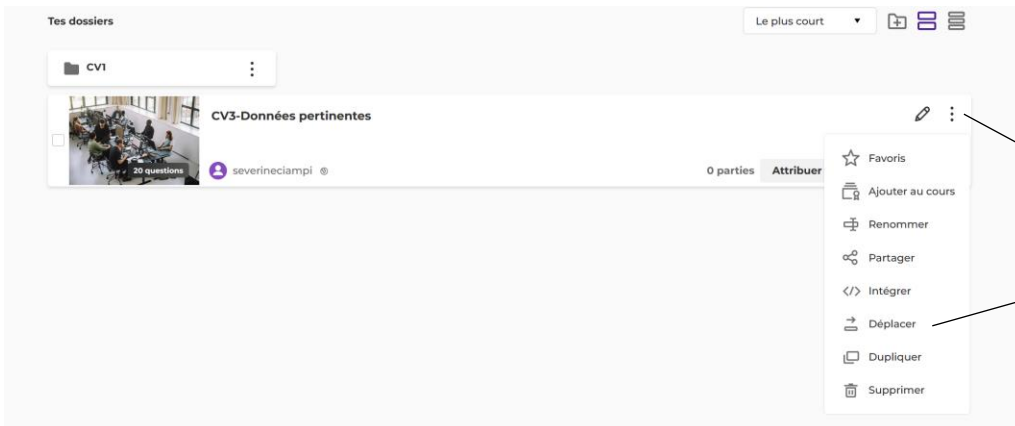 Tes dossiers
Le plus court
CV1
CV3-Données pertinentes
20 questions
severineciampi
0 parties
Attribuer
Favoris
Ajouter au cours
Renommer
Partager
Intégrer
Déplacer
Dupliquer
Supprimer